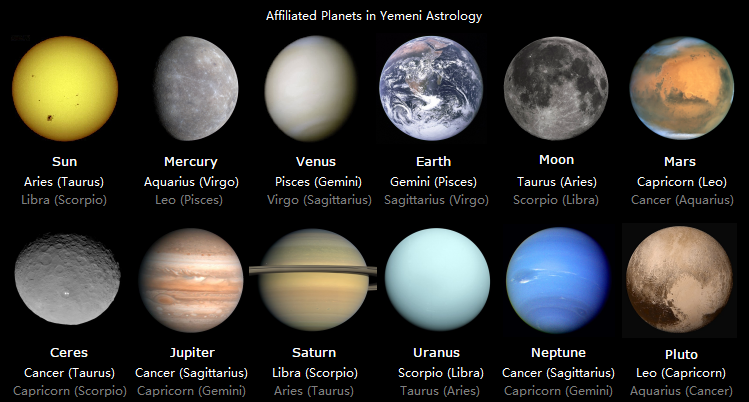 Affiliated Planets in Yemeni Astrology
Sun
Aries (Taurus)
Libra (Scorpio)
Mercury
Aquarius (Virgo)
Leo (Pisces)
Venus
Pisces (Gemini)
Virgo (Sagittarius)
Earth
Gemini (Pisces)
Sagittarius (Virgo)
Moon
Taurus (Aries)
Scorpio (Libra)
Mars
Capricorn (Leo)
Cancer (Aquarius)
Ceres
Cancer (Taurus)
Capricorn (Scorpio)
Jupiter
Cancer (Sagittarius)
Capricorn (Gemini)
Saturn
Libra (Scorpio)
Aries (Taurus)
Uranus
Scorpio (Libra)
Taurus (Aries)
Neptune
Cancer (Sagittarius)
Capricorn (Gemini)
Pluto
Leo (Capricorn)
Aquarius (Cancer)